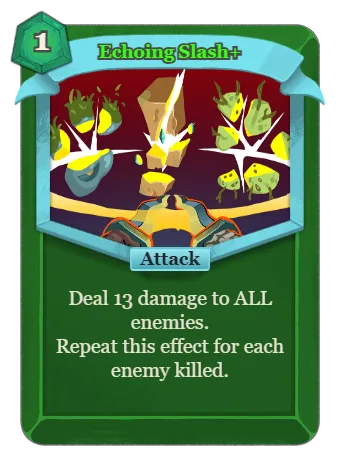 1
Echoing Slash+
Attack
Deal 13 damage to ALL
enemies.
Repeat this effect for each
enemy killed.